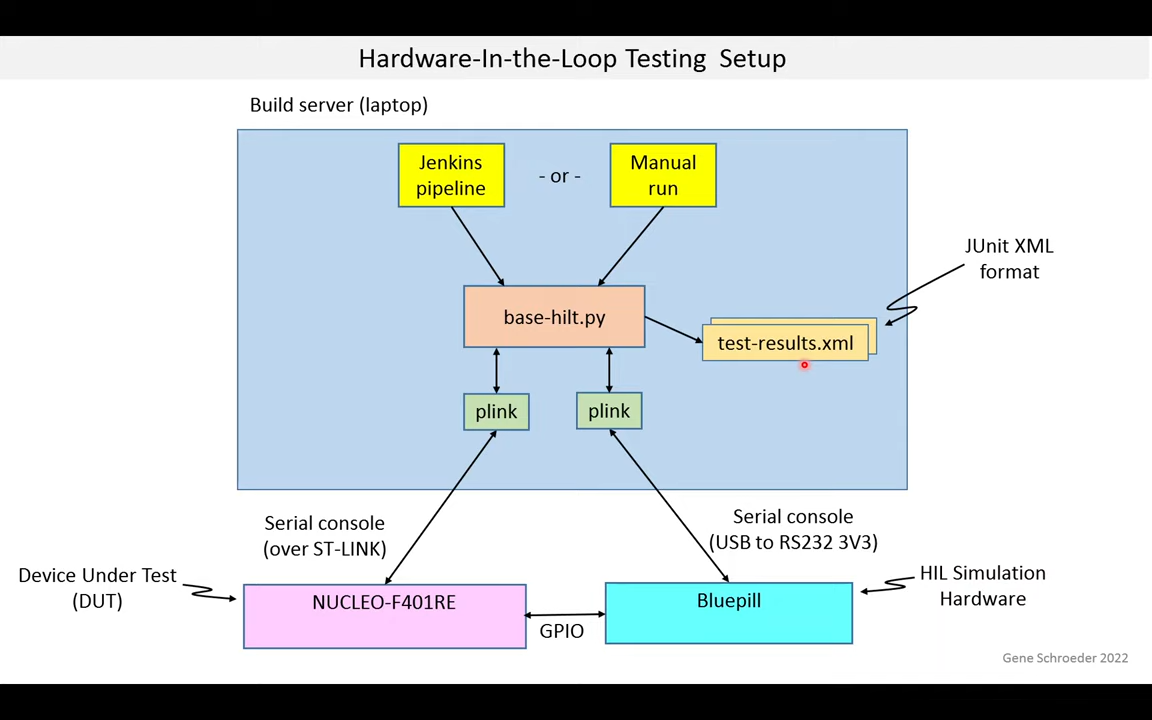 Hardware-In-the-Loop Testing Setup
Build server (laptop)
Jenkins
pipeline
- or -
Manual
run
JUnit XML
format
base-hilt.py
test-results.xml
plink
plink
Serial console
(over ST-LINK)
Serial console
(USB to RS232 3V3)
Device Under Test
(DUT)
NUCLEO-F401RE
GPIO
Bluepill
HIL Simulation
Hardware
Gene Schroeder 2022